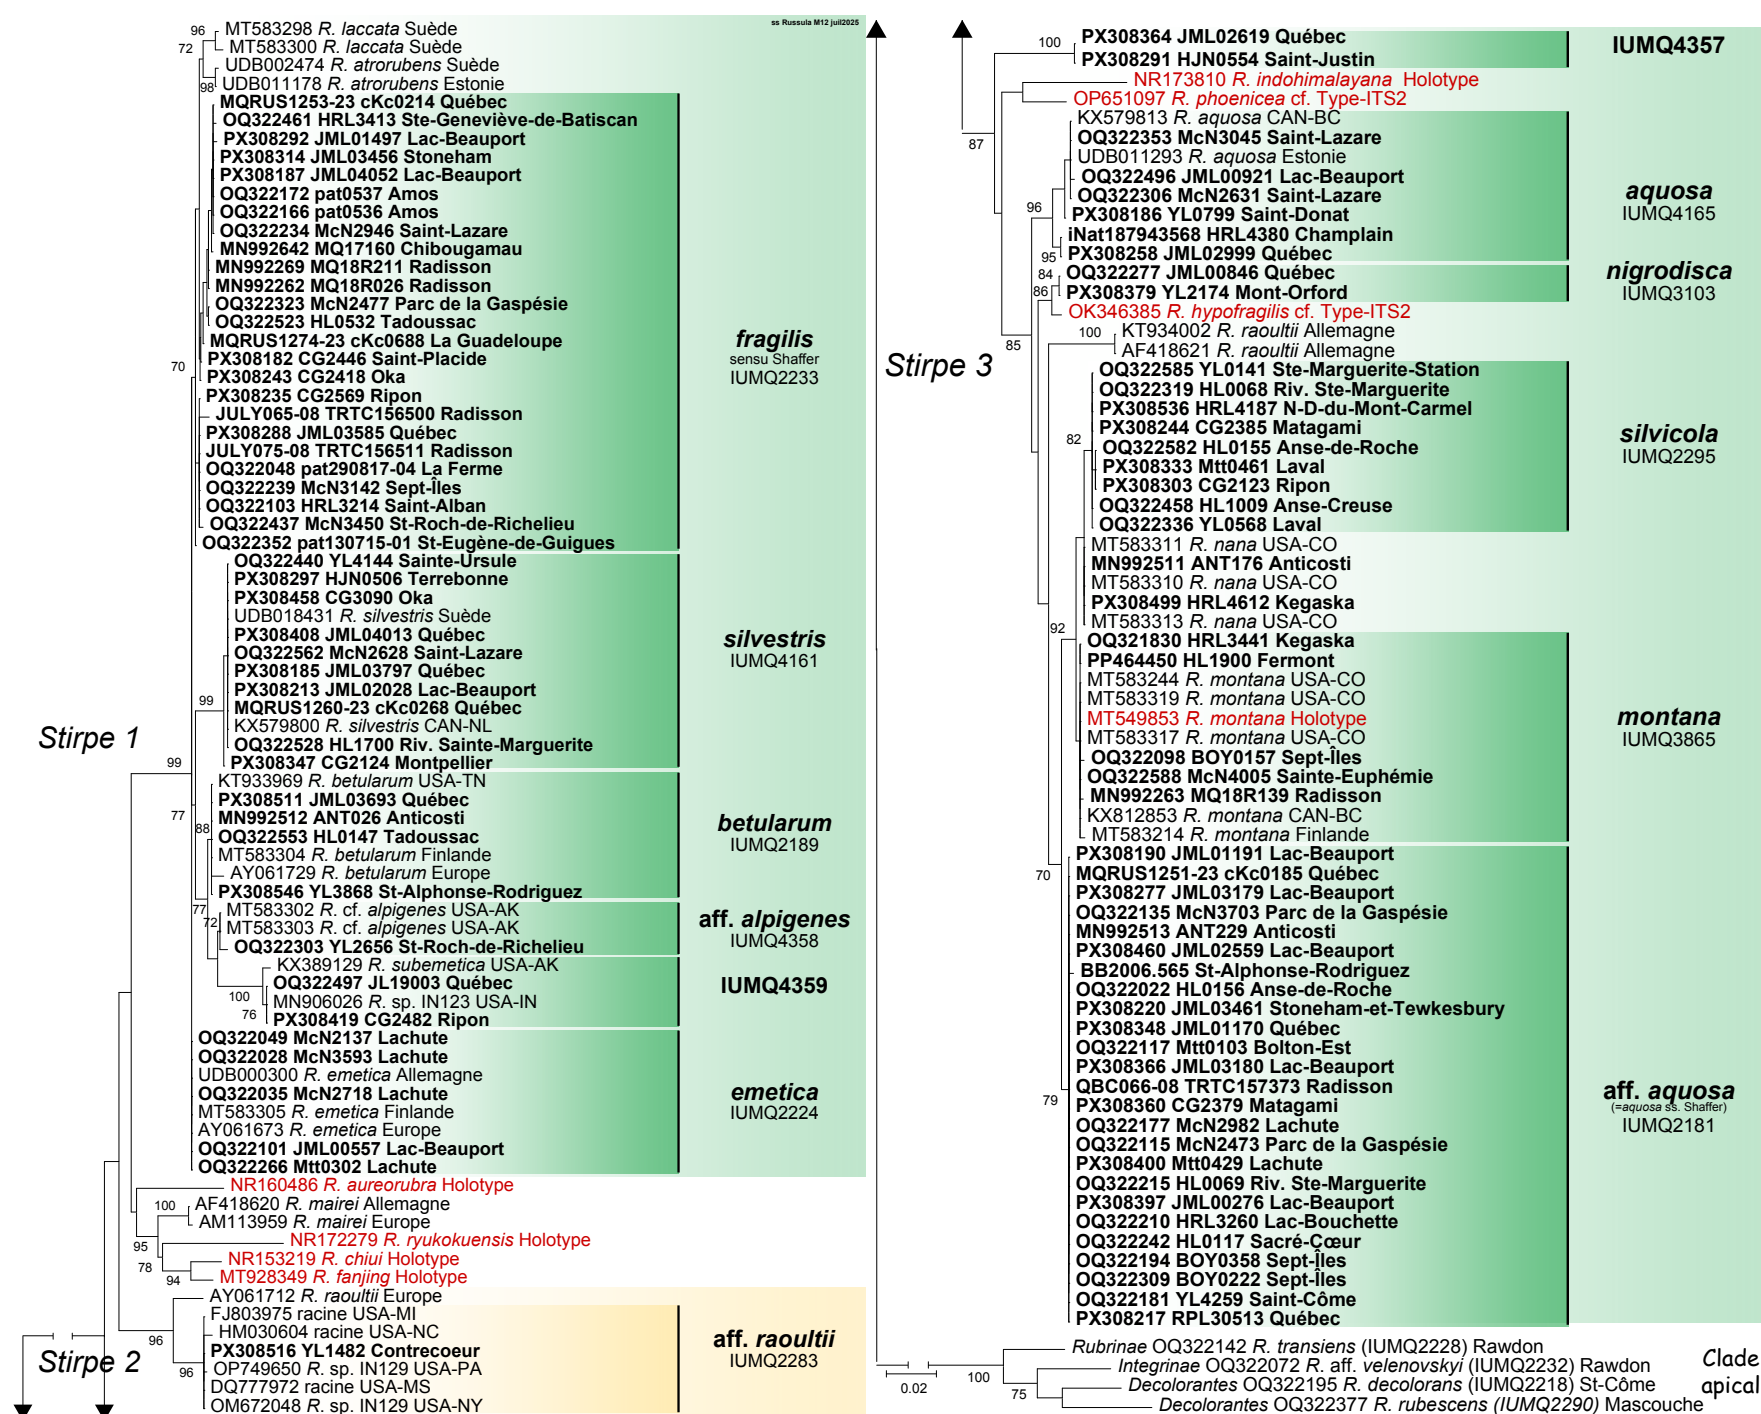 ss Russula M12 juil2025
96
MT583298 R. laccata Suède
72
MT583300 R. laccata Suède
UDB002474 R. atrorubens Suède
98
UDB011178 R. atrorubens Estonie
MQRUS1253-23 cKc0214 Québec
OQ322461 HRL3413 Ste-Geneviève-de-Batiscan
PX308292 JML01497 Lac-Beauport
PX308314 JML03456 Stoneham
PX308187 JML04052 Lac-Beauport
OQ322172 pat0537 Amos
OQ322166 pat0536 Amos
OQ322234 McN2946 Saint-Lazare
MN992642 MQ17160 Chibougamau
MN992269 MQ18R211 Radisson
MN992262 MQ18R026 Radisson
OQ322323 McN2477 Parc de la Gaspésie
OQ322523 HL0532 Tadoussac
MQRUS1274-23 cKc0688 La Guadeloupe
PX308182 CG2446 Saint-Placide
70
PX308243 CG2418 Oka
PX308235 CG2569 Ripon
JULY065-08 TRTC156500 Radisson
PX308288 JML03585 Québec
JULY075-08 TRTC156511 Radisson
OQ322048 pat290817-04 La Ferme
OQ322239 McN3142 Sept-Îles
OQ322103 HRL3214 Saint-Alban
OQ322437 McN3450 St-Roch-de-Richelieu
OQ322352 pat130715-01 St-Eugène-de-Guigues
fragilis
sensu Shaffer
IUMQ2233
OQ322440 YL4144 Sainte-Ursule
PX308297 HJN0506 Terrebonne
PX308458 CG3090 Oka
UDB018431 R. silvestris Suède
PX308408 JML04013 Québec
OQ322562 McN2628 Saint-Lazare
PX308185 JML03797 Québec
PX308213 JML02028 Lac-Beauport
99
MQRUS1260-23 cKc0268 Québec
KX579800 R. silvestris CAN-NL
OQ322528 HL1700 Riv. Sainte-Marguerite
PX308347 CG2124 Montpellier
silvestris
IUMQ4161
Stirpe 1
99
77
KT933969 R. betularum USA-TN
PX308511 JML03693 Québec
MN992512 ANT026 Anticosti
88
OQ322553 HL0147 Tadoussac
MT583304 R. betularum Finlande
AY061729 R. betularum Europe
PX308546 YL3868 St-Alphonse-Rodriguez
betularum
IUMQ2189
77
72
MT583302 R. cf. alpigenes USA-AK
MT583303 R. cf. alpigenes USA-AK
OQ322303 YL2656 St-Roch-de-Richelieu
aff. alpigenes
IUMQ4358
KX389129 R. subemetica USA-AK
OQ322497 JL19003 Québec
100
MN906026 R. sp. IN123 USA-IN
76
PX308419 CG2482 Ripon
IUMQ4359
OQ322049 McN2137 Lachute
OQ322028 McN3593 Lachute
UDB000300 R. emetica Allemagne
OQ322035 McN2718 Lachute
MT583305 R. emetica Finlande
AY061673 R. emetica Europe
OQ322101 JML00557 Lac-Beauport
OQ322266 Mtt0302 Lachute
emetica
IUMQ2224
NR160486 R. aureorubra Holotype
100
AF418620 R. mairei Allemagne
AM113959 R. mairei Europe
95
NR172279 R. ryukokuensis Holotype
78
NR153219 R. chiui Holotype
94
MT928349 R. fanjing Holotype
AY061712 R. raoultii Europe
FJ803975 racine USA-MI
96
HM030604 racine USA-NC
PX308516 YL1482 Contrecoeur
96
OP749650 R. sp. IN129 USA-PA
DQ777972 racine USA-MS
OM672048 R. sp. IN129 USA-NY
aff. raoultii
IUMQ2283
Stirpe 2
PX308364 JML02619 Québec
100
PX308291 HJN0554 Saint-Justin
IUMQ4357
NR173810 R. indohimalayana Holotype
OP651097 R. phoenicea cf. Type-ITS2
87
KX579813 R. aquosa CAN-BC
OQ322353 McN3045 Saint-Lazare
UDB011293 R. aquosa Estonie
OQ322496 JML00921 Lac-Beauport
OQ322306 McN2631 Saint-Lazare
96
PX308186 YL0799 Saint-Donat
iNat187943568 HRL4380 Champlain
95
PX308258 JML02999 Québec
aquosa
IUMQ4165
84
OQ322277 JML00846 Québec
86
PX308379 YL2174 Mont-Orford
nigrodisca
IUMQ3103
OK346385 R. hypofragilis cf. Type-ITS2
100
KT934002 R. raoultii Allemagne
85
AF418621 R. raoultii Allemagne
Stirpe 3
OQ322585 YL0141 Ste-Marguerite-Station
OQ322319 HL0068 Riv. Ste-Marguerite
PX308536 HRL4187 N-D-du-Mont-Carmel
PX308244 CG2385 Matagami
82
OQ322582 HL0155 Anse-de-Roche
PX308333 Mtt0461 Laval
PX308303 CG2123 Ripon
OQ322458 HL1009 Anse-Creuse
OQ322336 YL0568 Laval
silvicola
IUMQ2295
MT583311 R. nana USA-CO
MN992511 ANT176 Anticosti
MT583310 R. nana USA-CO
PX308499 HRL4612 Kegaska
MT583313 R. nana USA-CO
92
OQ321830 HRL3441 Kegaska
PP464450 HL1900 Fermont
MT583244 R. montana USA-CO
MT583319 R. montana USA-CO
MT549853 R. montana Holotype
MT583317 R. montana USA-CO
OQ322098 BOY0157 Sept-Îles
OQ322588 McN4005 Sainte-Euphémie
MN992263 MQ18R139 Radisson
KX812853 R. montana CAN-BC
MT583214 R. montana Finlande
montana
IUMQ3865
PX308190 JML01191 Lac-Beauport
70
MQRUS1251-23 cKc0185 Québec
PX308277 JML03179 Lac-Beauport
OQ322135 McN3703 Parc de la Gaspésie
MN992513 ANT229 Anticosti
PX308460 JML02559 Lac-Beauport
BB2006.565 St-Alphonse-Rodriguez
OQ322022 HL0156 Anse-de-Roche
PX308220 JML03461 Stoneham-et-Tewkesbury
PX308348 JML01170 Québec
OQ322117 Mtt0103 Bolton-Est
PX308366 JML03180 Lac-Beauport
QBC066-08 TRTC157373 Radisson
79
PX308360 CG2379 Matagami
OQ322177 McN2982 Lachute
OQ322115 McN2473 Parc de la Gaspésie
PX308400 Mtt0429 Lachute
OQ322215 HL0069 Riv. Ste-Marguerite
PX308397 JML00276 Lac-Beauport
OQ322210 HRL3260 Lac-Bouchette
OQ322242 HL0117 Sacré-Cœur
OQ322194 BOY0358 Sept-Îles
OQ322309 BOY0222 Sept-Îles
OQ322181 YL4259 Saint-Côme
PX308217 RPL30513 Québec
aff. aquosa
(=aquosa ss. Shaffer)
IUMQ2181
Rubrinae OQ322142 R. transiens (IUMQ2228) Rawdon
Integrinae OQ322072 R. aff. velenovskyi (IUMQ2232) Rawdon
100
Decolorantes OQ322195 R. decolorans (IUMQ2218) St-Côme
75
Decolorantes OQ322377 R. rubescens (IUMQ2290) Mascouche
0.02
Clade
apical